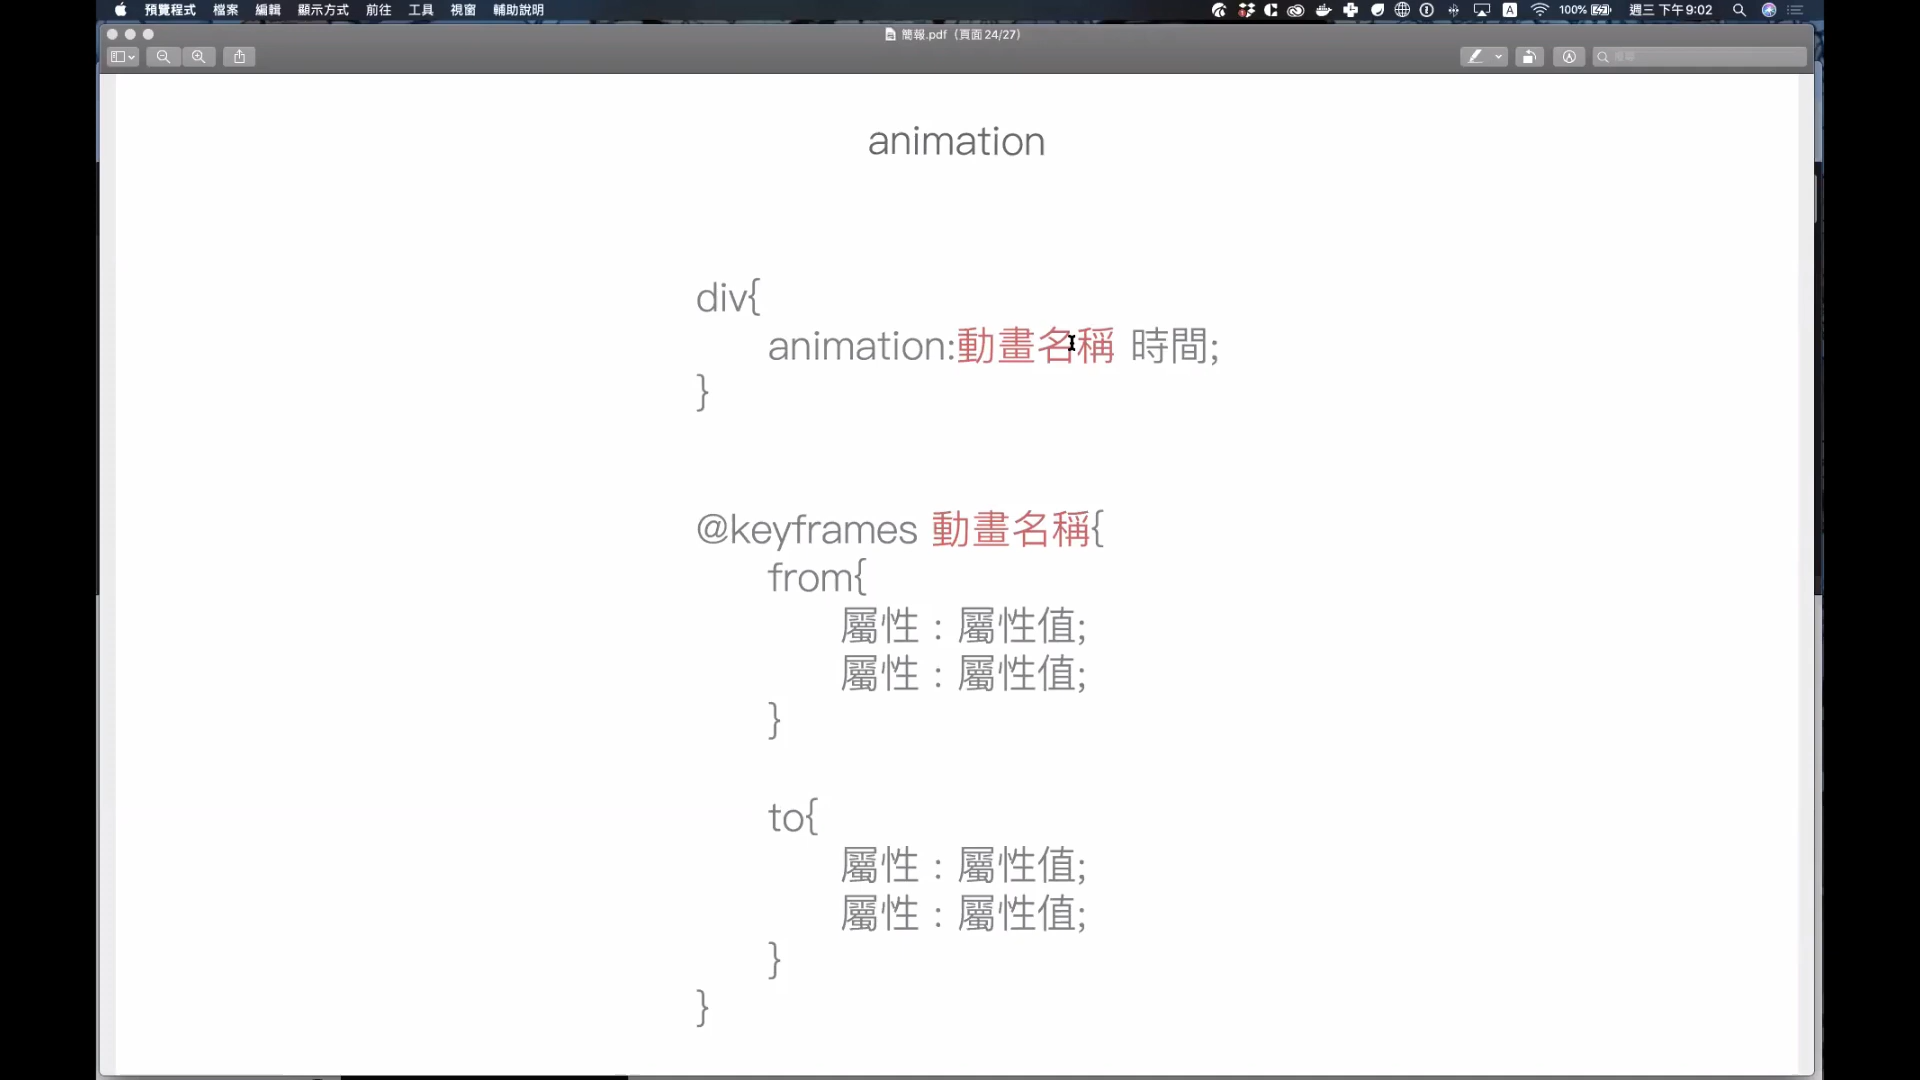 預覽程式 檔案 編輯 顯示方式 前往 工具 視窗 輔助說明 100% 週三 下午9:02
簡報.pdf（頁面 24/27）
搜尋
animation
div{
animation:動畫名稱 時間;
}
@keyframes 動畫名稱{
from{
屬性：屬性值;
屬性：屬性值;
}
to{
屬性：屬性值;
屬性：屬性值;
}
}